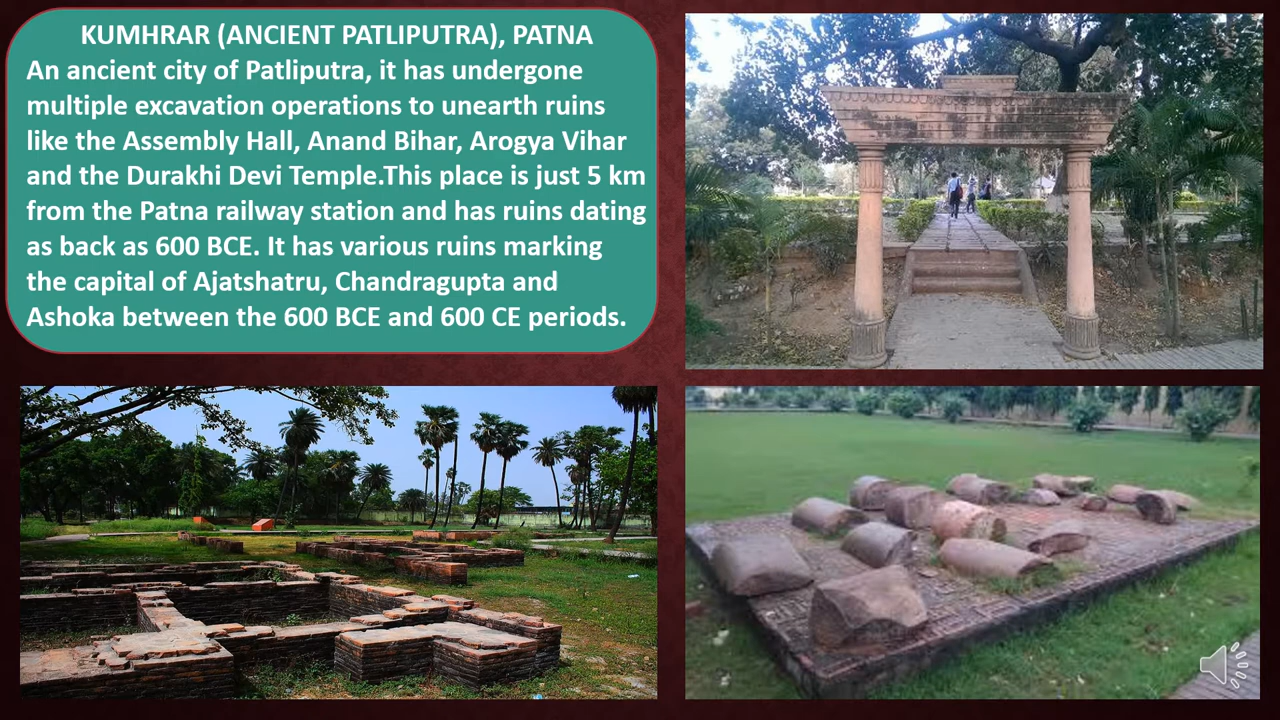 KUMHRAR (ANCIENT PATLIPUTRA), PATNA
An ancient city of Patliputra, it has undergone
multiple excavation operations to unearth ruins
like the Assembly Hall, Anand Bihar, Arogya Vihar
and the Durakhi Devi Temple.This place is just 5 km
from the Patna railway station and has ruins dating
as back as 600 BCE. It has various ruins marking
the capital of Ajatshatru, Chandragupta and
Ashoka between the 600 BCE and 600 CE periods.